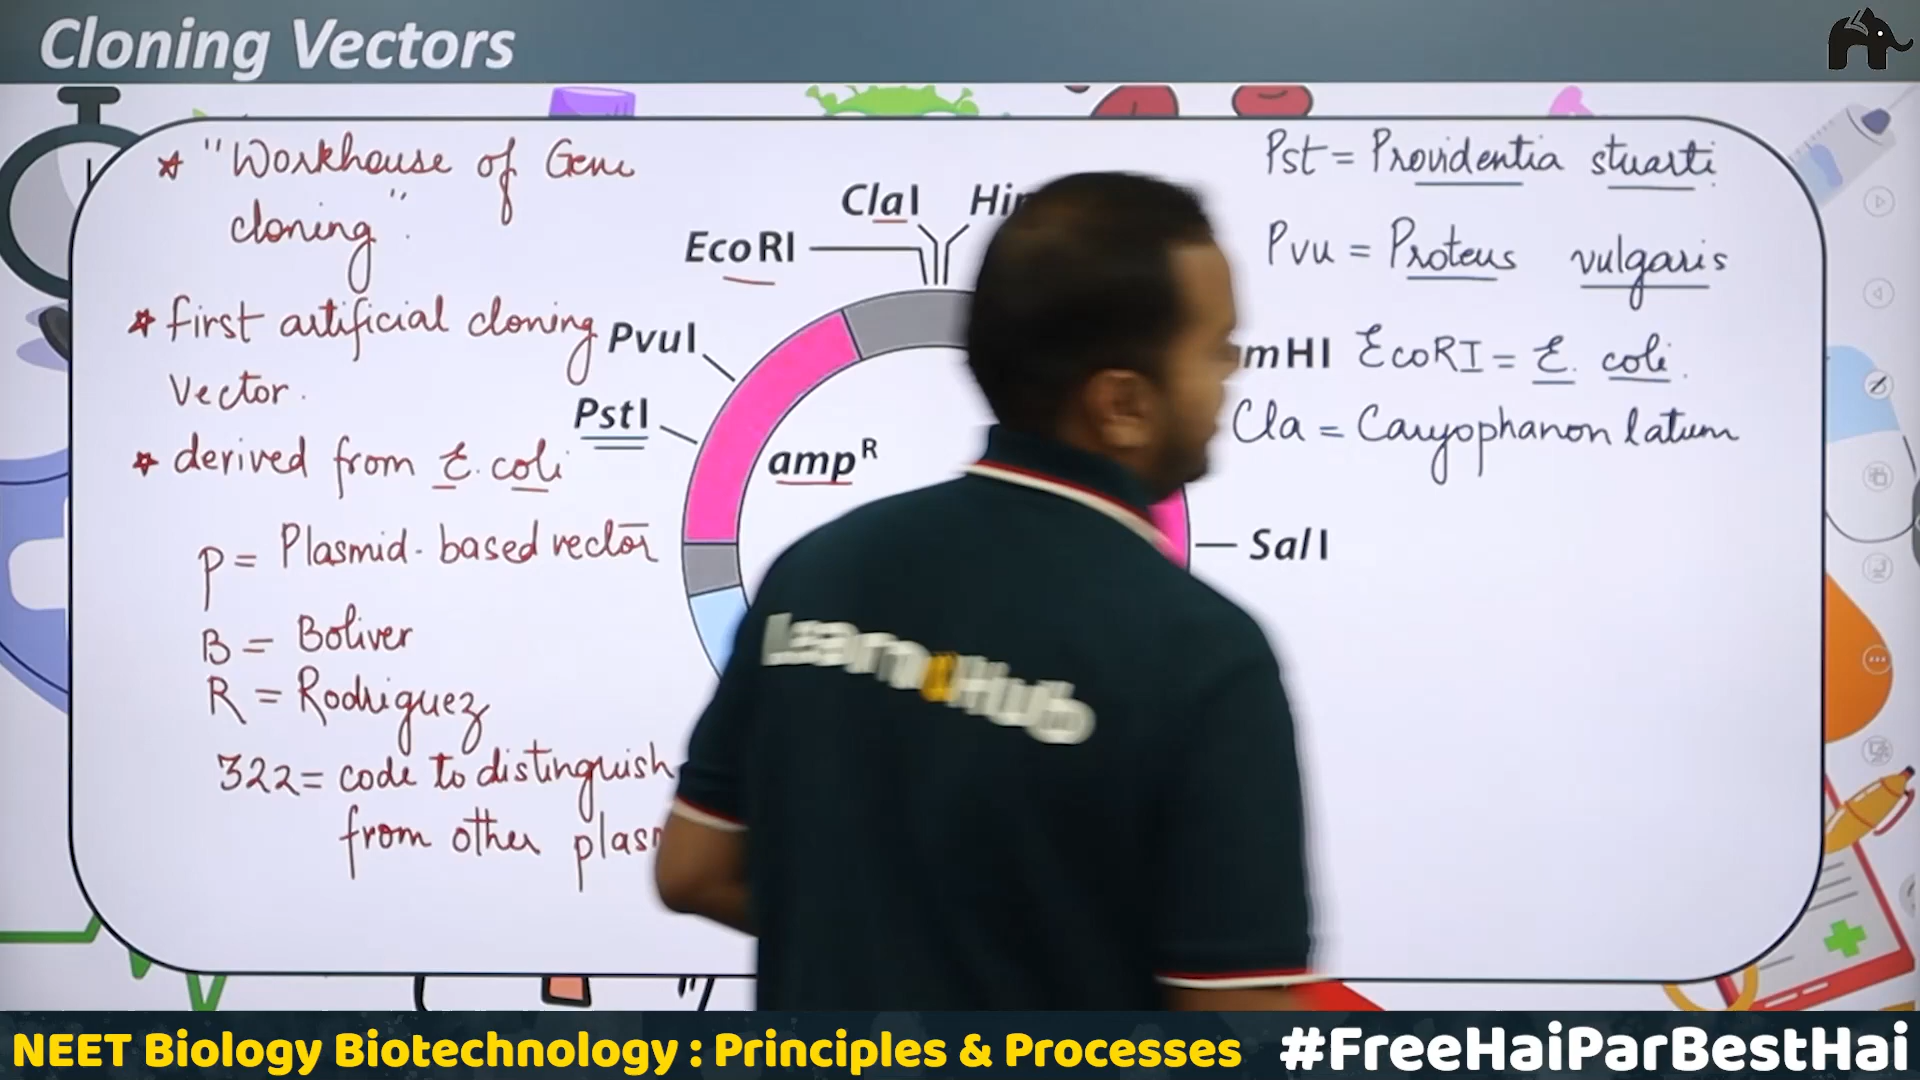 Cloning Vectors
* "Workhouse of Gene
cloning".
* first artificial cloning
Vector.
* derived from E. coli
P = Plasmid-based vector
B = Boliver
R = Rodriguez
322 = code to distinguish
from other
ClaI
EcoRI
PvuI
PstI
amp^R
SalI
mHI
Pst = Providentia stuarti
Pvu = Proteus vulgaris
EcoRI = E. coli.
Cla = Caryophanon latum
LearnoHub
NEET Biology Biotechnology : Principles & Processes
#FreeHaiParBestHai